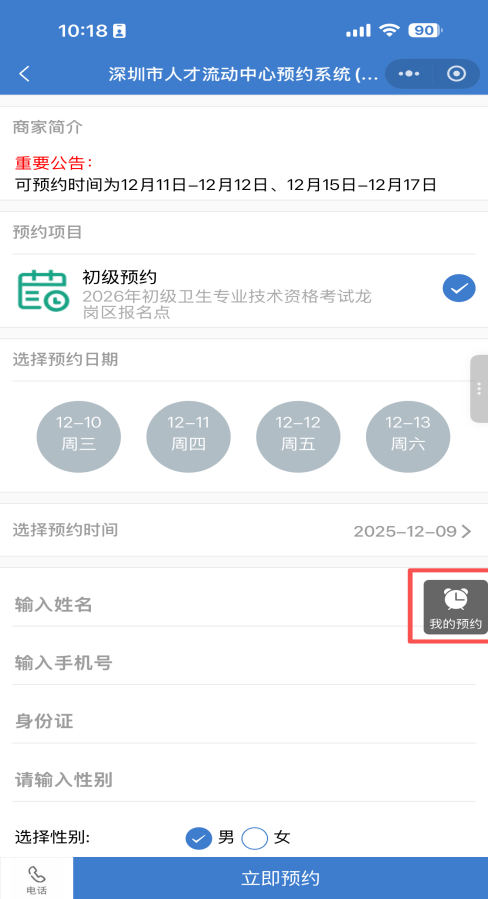 10:18
90
深圳市人才流动中心预约系统 (...
商家简介
重要公告：
可预约时间为12月11日–12月12日、12月15日–12月17日
预约项目
初级预约
2026年初级卫生专业技术资格考试龙
岗区报名点
选择预约日期
12–10 12–11 12–12 12–13
周三 周四 周五 周六
选择预约时间 2025–12–09
输入姓名
我的预约
输入手机号
身份证
请输入性别
选择性别: 男 女
电话
立即预约